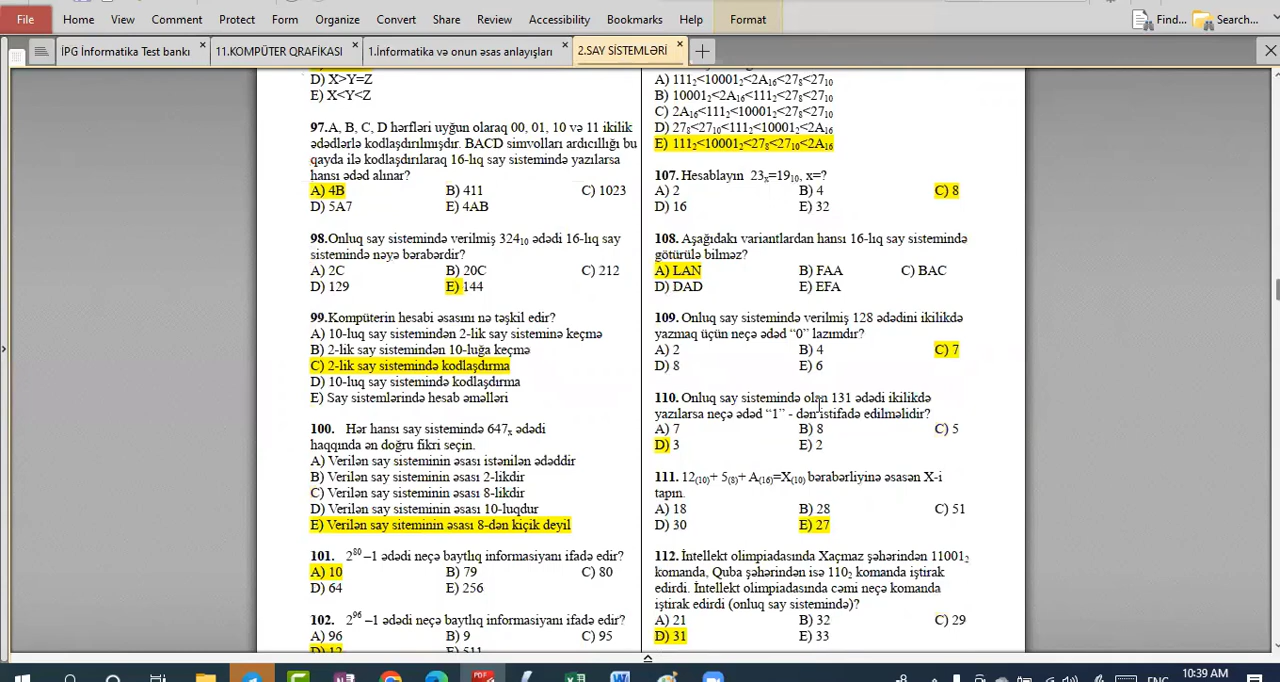 File Home View Comment Protect Form Organize Convert Share Review Accessibility Bookmarks Help Format Find... Search...
İPG İnformatika Test bankı × 11.KOMPÜTER QRAFİKASI × 1.İnformatika və onun əsas anlayışları × 2.SAY SİSTEMLƏRİ ×
D) X>Y=Z
E) X<Y<Z
97.A, B, C, D hərfləri uyğun olaraq 00, 01, 10 və 11 ikilik
ədədlərlə kodlaşdırılmışdır. BACD simvolları ardıcıllığı bu
qayda ilə kodlaşdırılaraq 16-lıq say sistemində yazılarsa
hansı ədəd alınar?
A) 4B B) 411 C) 1023
D) 5A7 E) 4AB
98.Onluq say sistemində verilmiş 324₁₀ ədədi 16-lıq say
sistemində nəyə bərabərdir?
A) 2C B) 20C C) 212
D) 129 E) 144
99.Kompüterin hesabi əsasını nə təşkil edir?
A) 10-luq say sistemindən 2-lik say sisteminə keçmə
B) 2-lik say sistemindən 10-luğa keçmə
C) 2-lik say sistemində kodlaşdırma
D) 10-luq say sistemində kodlaşdırma
E) Say sistemlərində hesab əməlləri
100. Hər hansı say sistemində 647ₓ ədədi
haqqında ən doğru fikri seçin.
A) Verilən say sisteminin əsası istənilən ədəddir
B) Verilən say sisteminin əsası 2-likdir
C) Verilən say sisteminin əsası 8-likdir
D) Verilən say sisteminin əsası 10-luqdur
E) Verilən say siteminin əsası 8-dən kiçik deyil
101. 2⁸⁰ –1 ədədi neçə baytlıq informasiyanı ifadə edir?
A) 10 B) 79 C) 80
D) 64 E) 256
102. 2⁹⁶ –1 ədədi neçə baytlıq informasiyanı ifadə edir?
A) 96 B) 9 C) 95
D) 12 E) 511
A) 111₂<10001₂<2A₁₆<27₈<27₁₀
B) 10001₂<2A₁₆<111₂<27₈<27₁₀
C) 2A₁₆<111₂<10001₂<27₈<27₁₀
D) 27₈<27₁₀<111₂<10001₂<2A₁₆
E) 111₂<10001₂<27₈<27₁₀<2A₁₆
107. Hesablayın 23ₓ=19₁₀, x=?
A) 2 B) 4 C) 8
D) 16 E) 32
108. Aşağıdakı variantlardan hansı 16-lıq say sistemində
götürülə bilməz?
A) LAN B) FAA C) BAC
D) DAD E) EFA
109. Onluq say sistemində verilmiş 128 ədədini ikilikdə
yazmaq üçün neçə ədəd “0” lazımdır?
A) 2 B) 4 C) 7
D) 8 E) 6
110. Onluq say sistemində olan 131 ədədi ikilikdə
yazılarsa neçə ədəd “1” - dən istifadə edilməlidir?
A) 7 B) 8 C) 5
D) 3 E) 2
111. 12₍₁₀₎+ 5₍₈₎+ A₍₁₆₎=X₍₁₀₎ bərabərliyinə əsasən X-i
tapın.
A) 18 B) 28 C) 51
D) 30 E) 27
112. İntellekt olimpiadasında Xaçmaz şəhərindən 11001₂
komanda, Quba şəhərindən isə 110₂ komanda iştirak
edirdi. İntellekt olimpiadasında cəmi neçə komanda
iştirak edirdi (onluq say sistemində)?
A) 21 B) 32 C) 29
D) 31 E) 33
ENG 10:39 AM